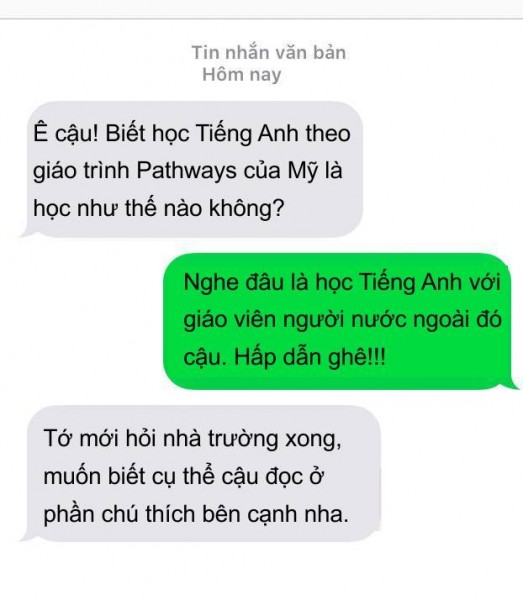 Tin nhắn văn bản
Hôm nay
Ê cậu! Biết học Tiếng Anh theo
giáo trình Pathways của Mỹ là
học như thế nào không?
Nghe đâu là học Tiếng Anh với
giáo viên người nước ngoài đó
cậu. Hấp dẫn ghê!!!
Tớ mới hỏi nhà trường xong,
muốn biết cụ thể cậu đọc ở
phần chú thích bên cạnh nha.